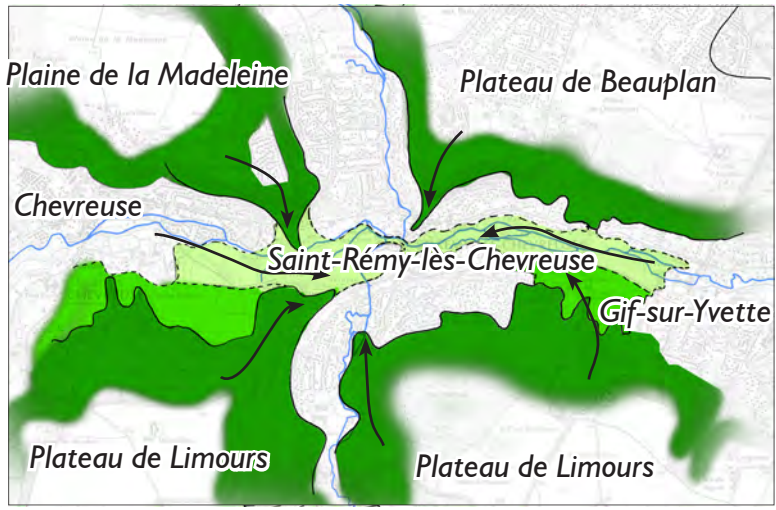 Plaine de la Madeleine
Plateau de Beauplan
Chevreuse
Saint-Rémy-lès-Chevreuse
Gif-sur-Yvette
Plateau de Limours
Plateau de Limours